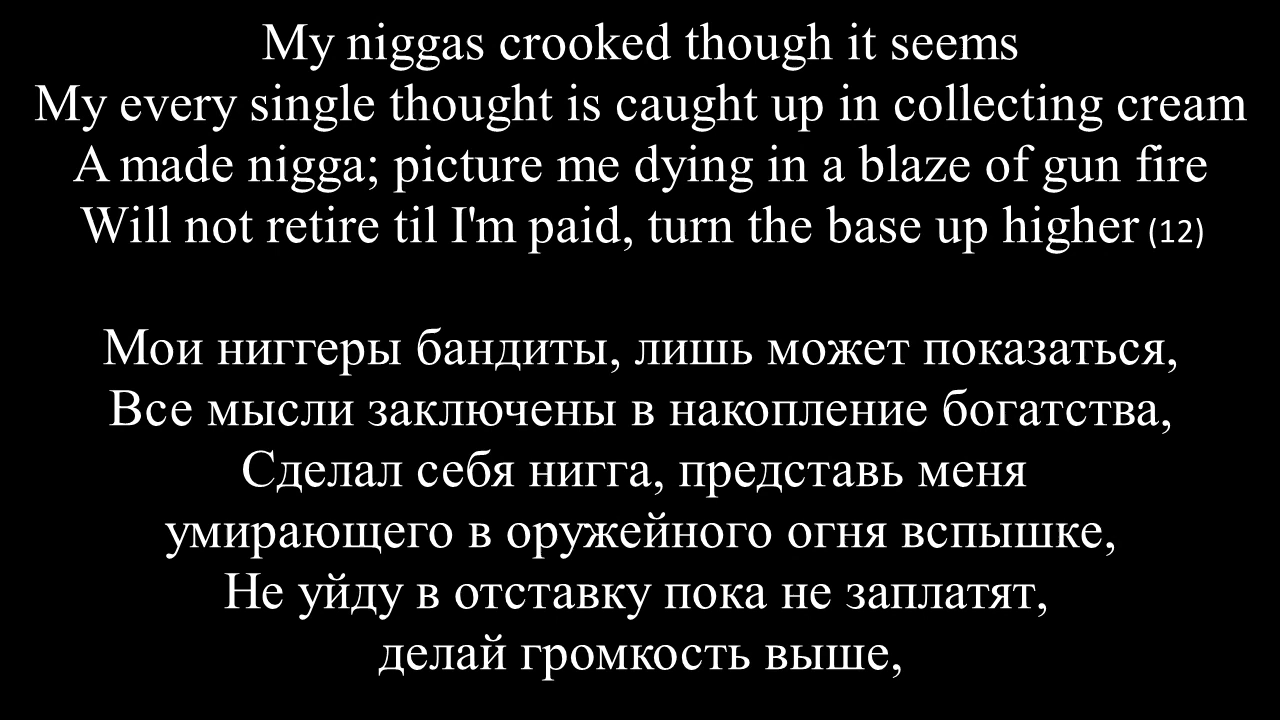 My niggas crooked though it seems
My every single thought is caught up in collecting cream
A made nigga; picture me dying in a blaze of gun fire
Will not retire til I'm paid, turn the base up higher (12)
Мои ниггеры бандиты, лишь может показаться,
Все мысли заключены в накопление богатства,
Сделал себя нигга, представь меня
умирающего в оружейного огня вспышке,
Не уйду в отставку пока не заплатят,
делай громкость выше,